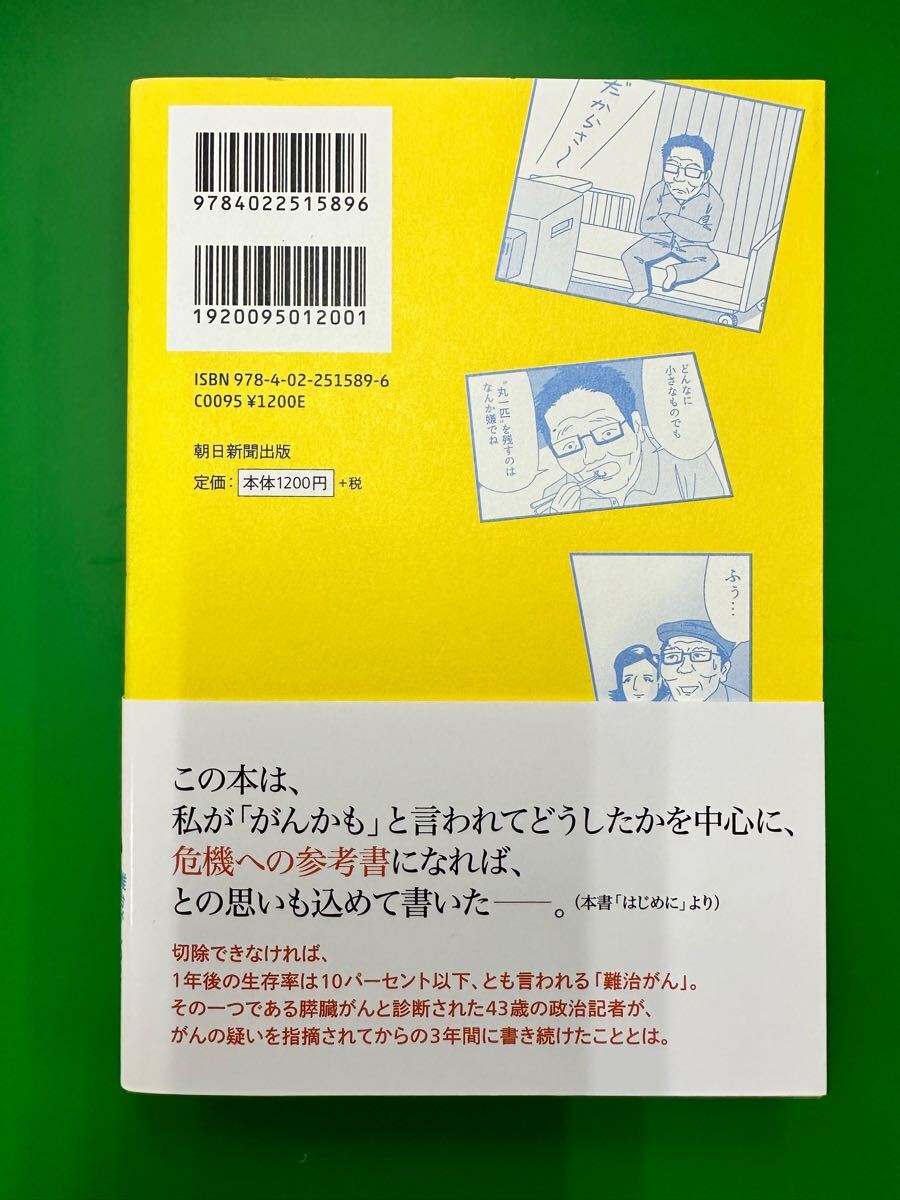 9784022515896
1920095012001
ISBN 978-4-02-251589-6
C0095 ¥1200E
朝日新聞出版
定価：本体1200円+税
だからさ〜
どんなに
小さなものでも
“丸一匹”を残すのは
なんか嫌でね
ふぅ…
この本は、
私が「がんかも」と言われてどうしたかを中心に、
危機への参考書になれば、
との思いも込めて書いた──。（本書「はじめに」より）
切除できなければ、
1年後の生存率は10パーセント以下、とも言われる「難治がん」。
その一つである膵臓がんと診断された43歳の政治記者が、
がんの疑いを指摘されてからの3年間に書き続けたこととは。